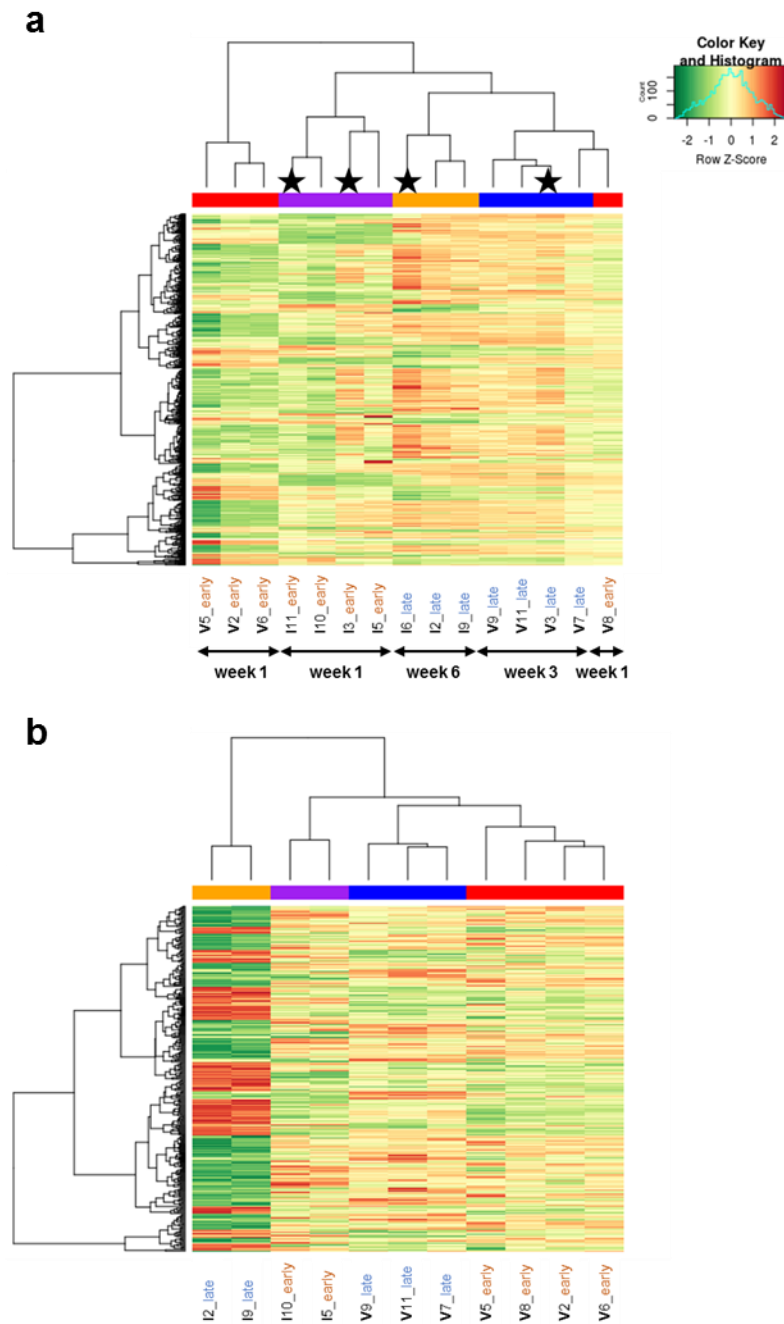 a
Color Key
and Histogram
Count
0 100
-2 -1 0 1 2
Row Z-Score
V5_early
V2_early
V6_early
I11_early
I10_early
I3_early
I5_early
I6_late
I2_late
I9_late
V9_late
V11_late
V3_late
V7_late
V8_early
week 1 week 1 week 6 week 3 week 1
b
I2_late
I9_late
I10_early
I5_early
V9_late
V11_late
V7_late
V5_early
V8_early
V2_early
V6_early